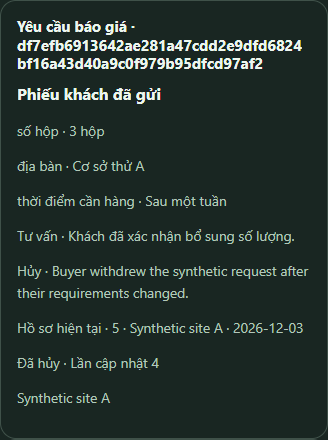 Yêu cầu báo giá ·
df7efb6913642ae281a47cdd2e9dfd6824
bf16a43d40a9c0f979b95dfcd97af2
Phiếu khách đã gửi
số hộp · 3 hộp
địa bàn · Cơ sở thử A
thời điểm cần hàng · Sau một tuần
Tư vấn · Khách đã xác nhận bổ sung số lượng.
Hủy · Buyer withdrew the synthetic request after
their requirements changed.
Hồ sơ hiện tại · 5 · Synthetic site A · 2026-12-03
Đã hủy · Lần cập nhật 4
Synthetic site A